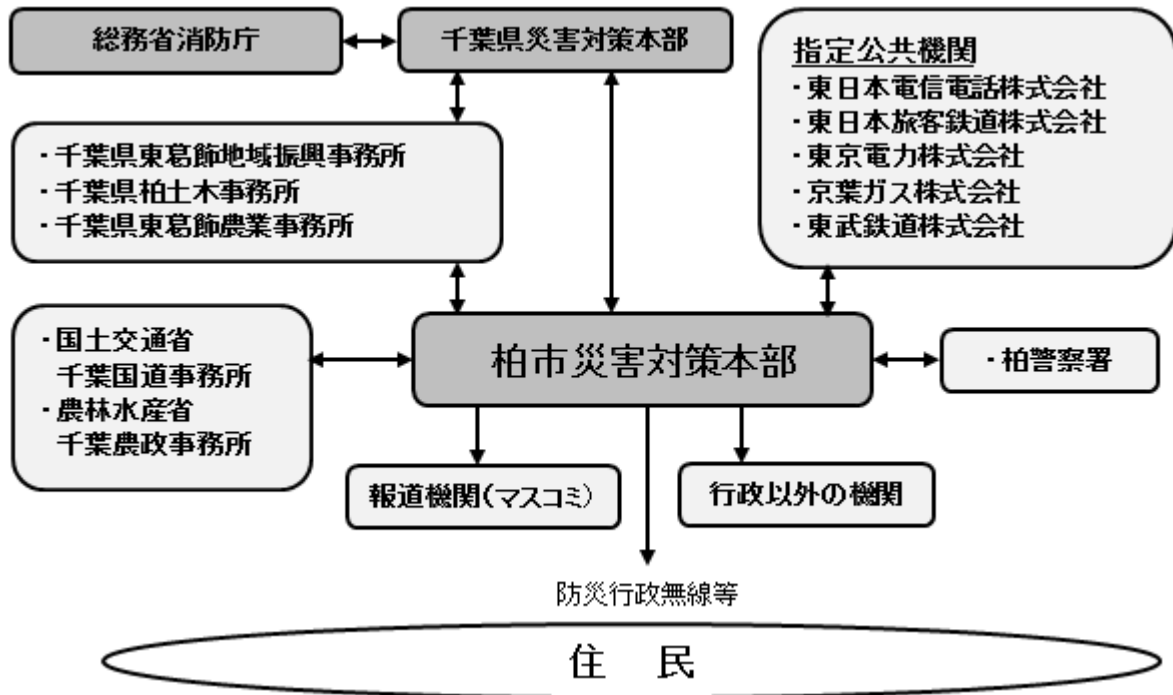 総務省消防庁
千葉県災害対策本部
指定公共機関
・東日本電信電話株式会社
・東日本旅客鉄道株式会社
・東京電力株式会社
・京葉ガス株式会社
・東武鉄道株式会社
・千葉県東葛飾地域振興事務所
・千葉県柏土木事務所
・千葉県東葛飾農業事務所
・国土交通省
千葉国道事務所
・農林水産省
千葉農政事務所
柏市災害対策本部
・柏警察署
報道機関(マスコミ)
行政以外の機関
防災行政無線等
住 民